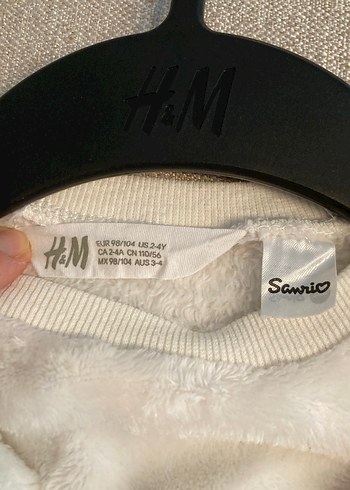 H&M
H&M
EUR 98/104 US 2-4Y
CA 2-4A CN 110/56
MX 98/104 AUS 3-4
Sanrio